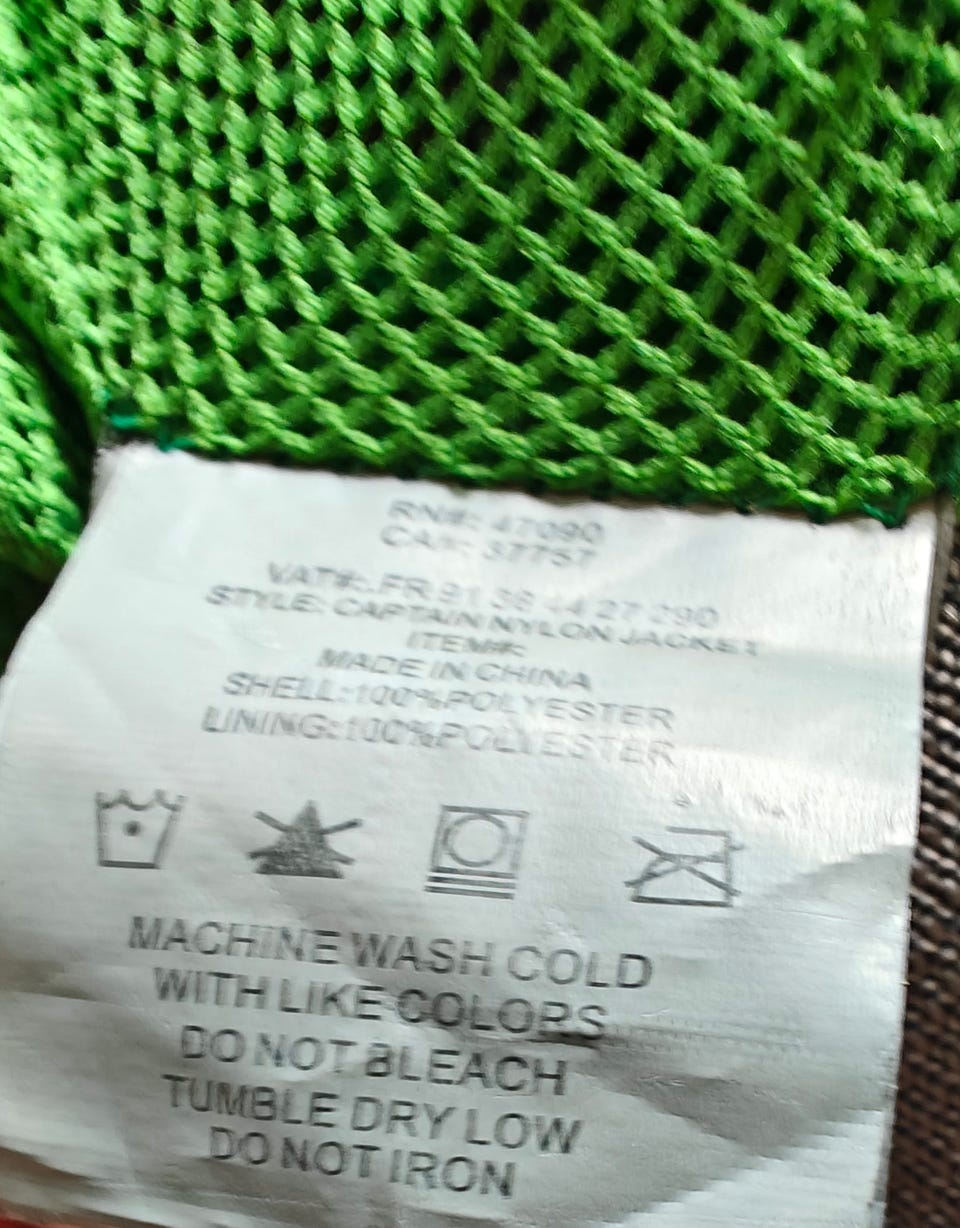 RN#: 47090
CA#: 37757
VAT#: FR 91 38 44 27 290
STYLE: CAPTAIN NYLON JACKET
ITEM#:
MADE IN CHINA
SHELL:100%POLYESTER
LINING:100%POLYESTER
MACHINE WASH COLD
WITH LIKE COLORS
DO NOT BLEACH
TUMBLE DRY LOW
DO NOT IRON